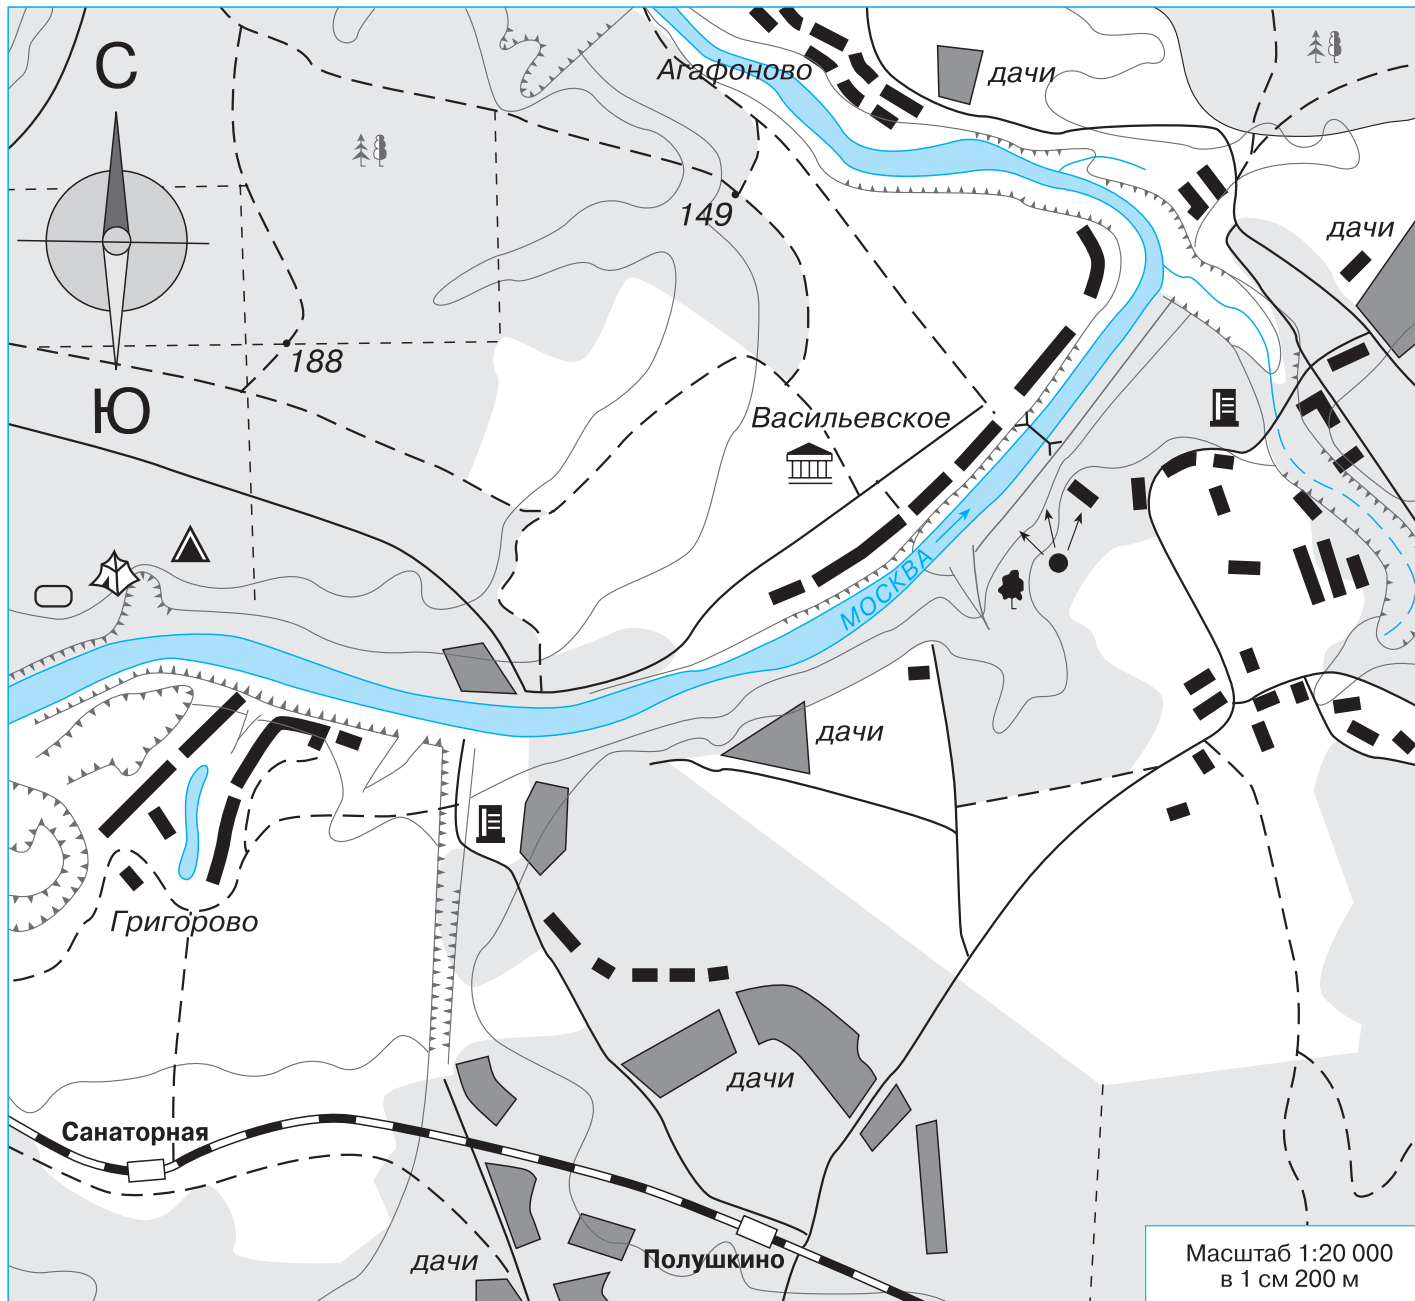 С
Агафоново
дачи
149
дачи
188
Ю
Васильевское
МОСКВА
дачи
Григорово
дачи
Санаторная
дачи
Полушкино
Масштаб 1:20 000
в 1 см 200 м